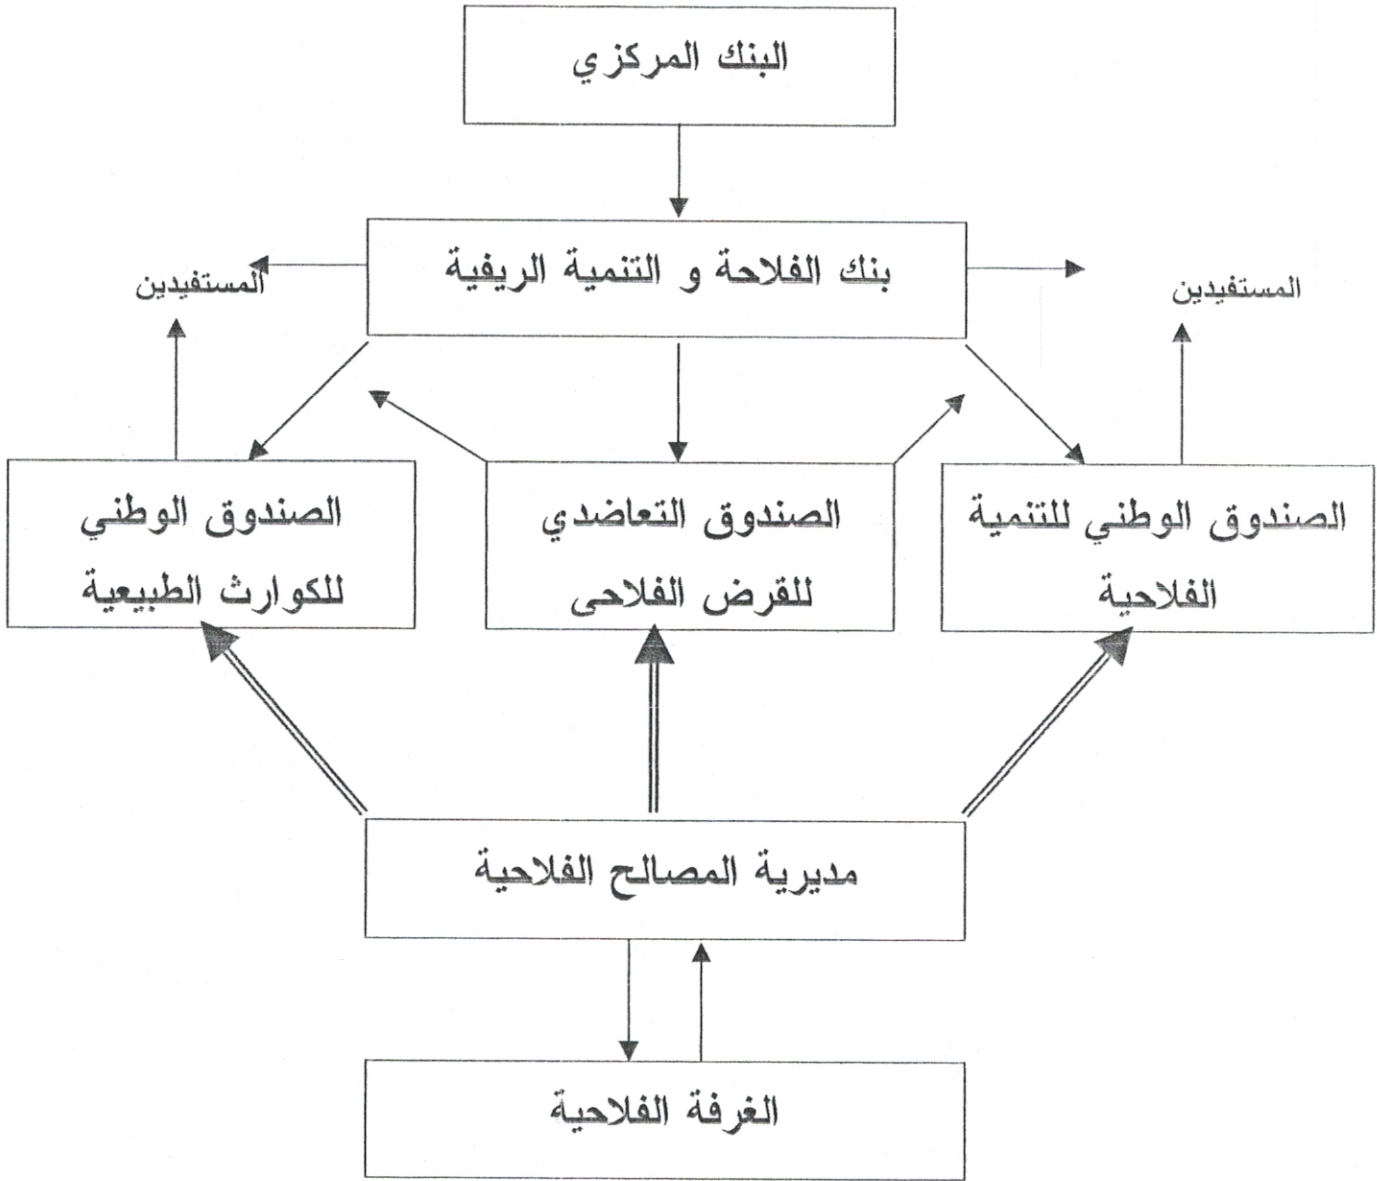 البنك المركزي
بنك الفلاحة و التنمية الريفية
المستفيدين
المستفيدين
الصندوق الوطني للتنمية
الفلاحية
الصندوق التعاضدي
للقرض الفلاحى
الصندوق الوطني
للكوارث الطبيعية
مديرية المصالح الفلاحية
الغرفة الفلاحية